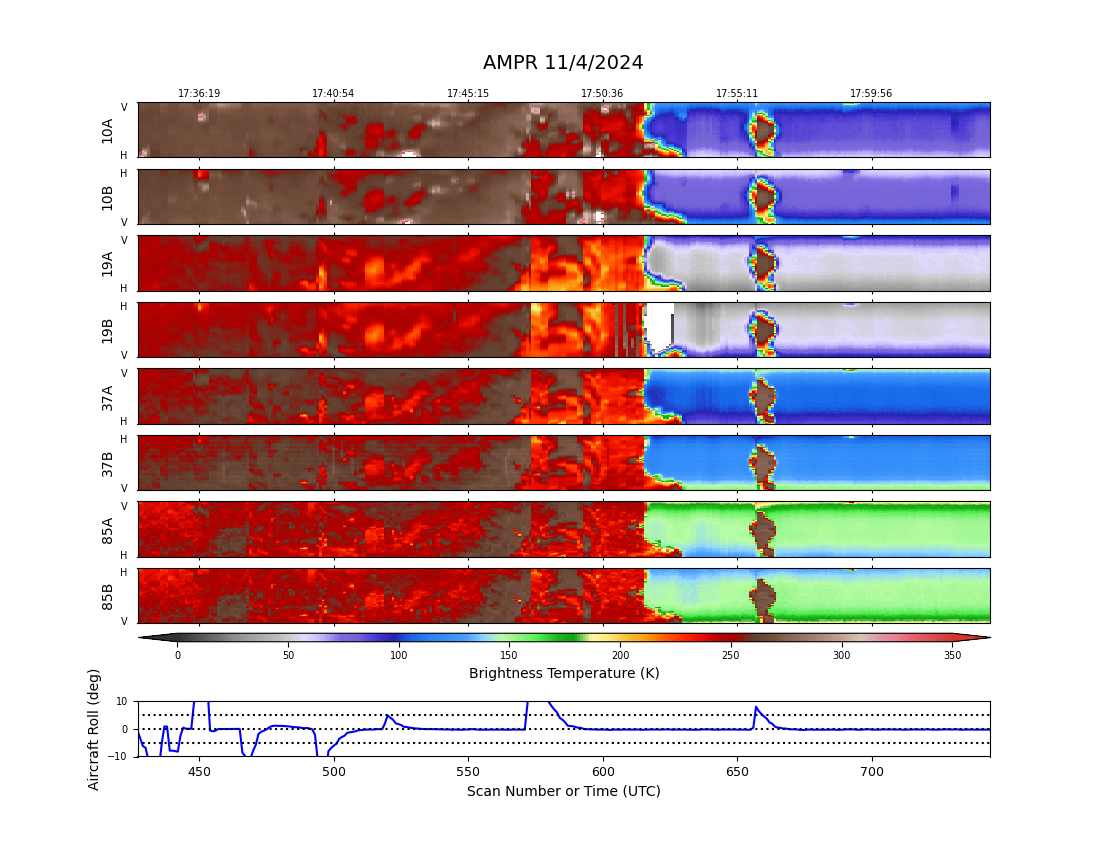 AMPR 11/4/2024
17:36:19 17:40:54 17:45:15 17:50:36 17:55:11 17:59:56
V
10A
H
H
10B
V
V
19A
H
H
19B
V
V
37A
H
H
37B
V
V
85A
H
H
85B
V
0 50 100 150 200 250 300 350
Brightness Temperature (K)
Aircraft Roll (deg)
10
0
−10
450 500 550 600 650 700
Scan Number or Time (UTC)